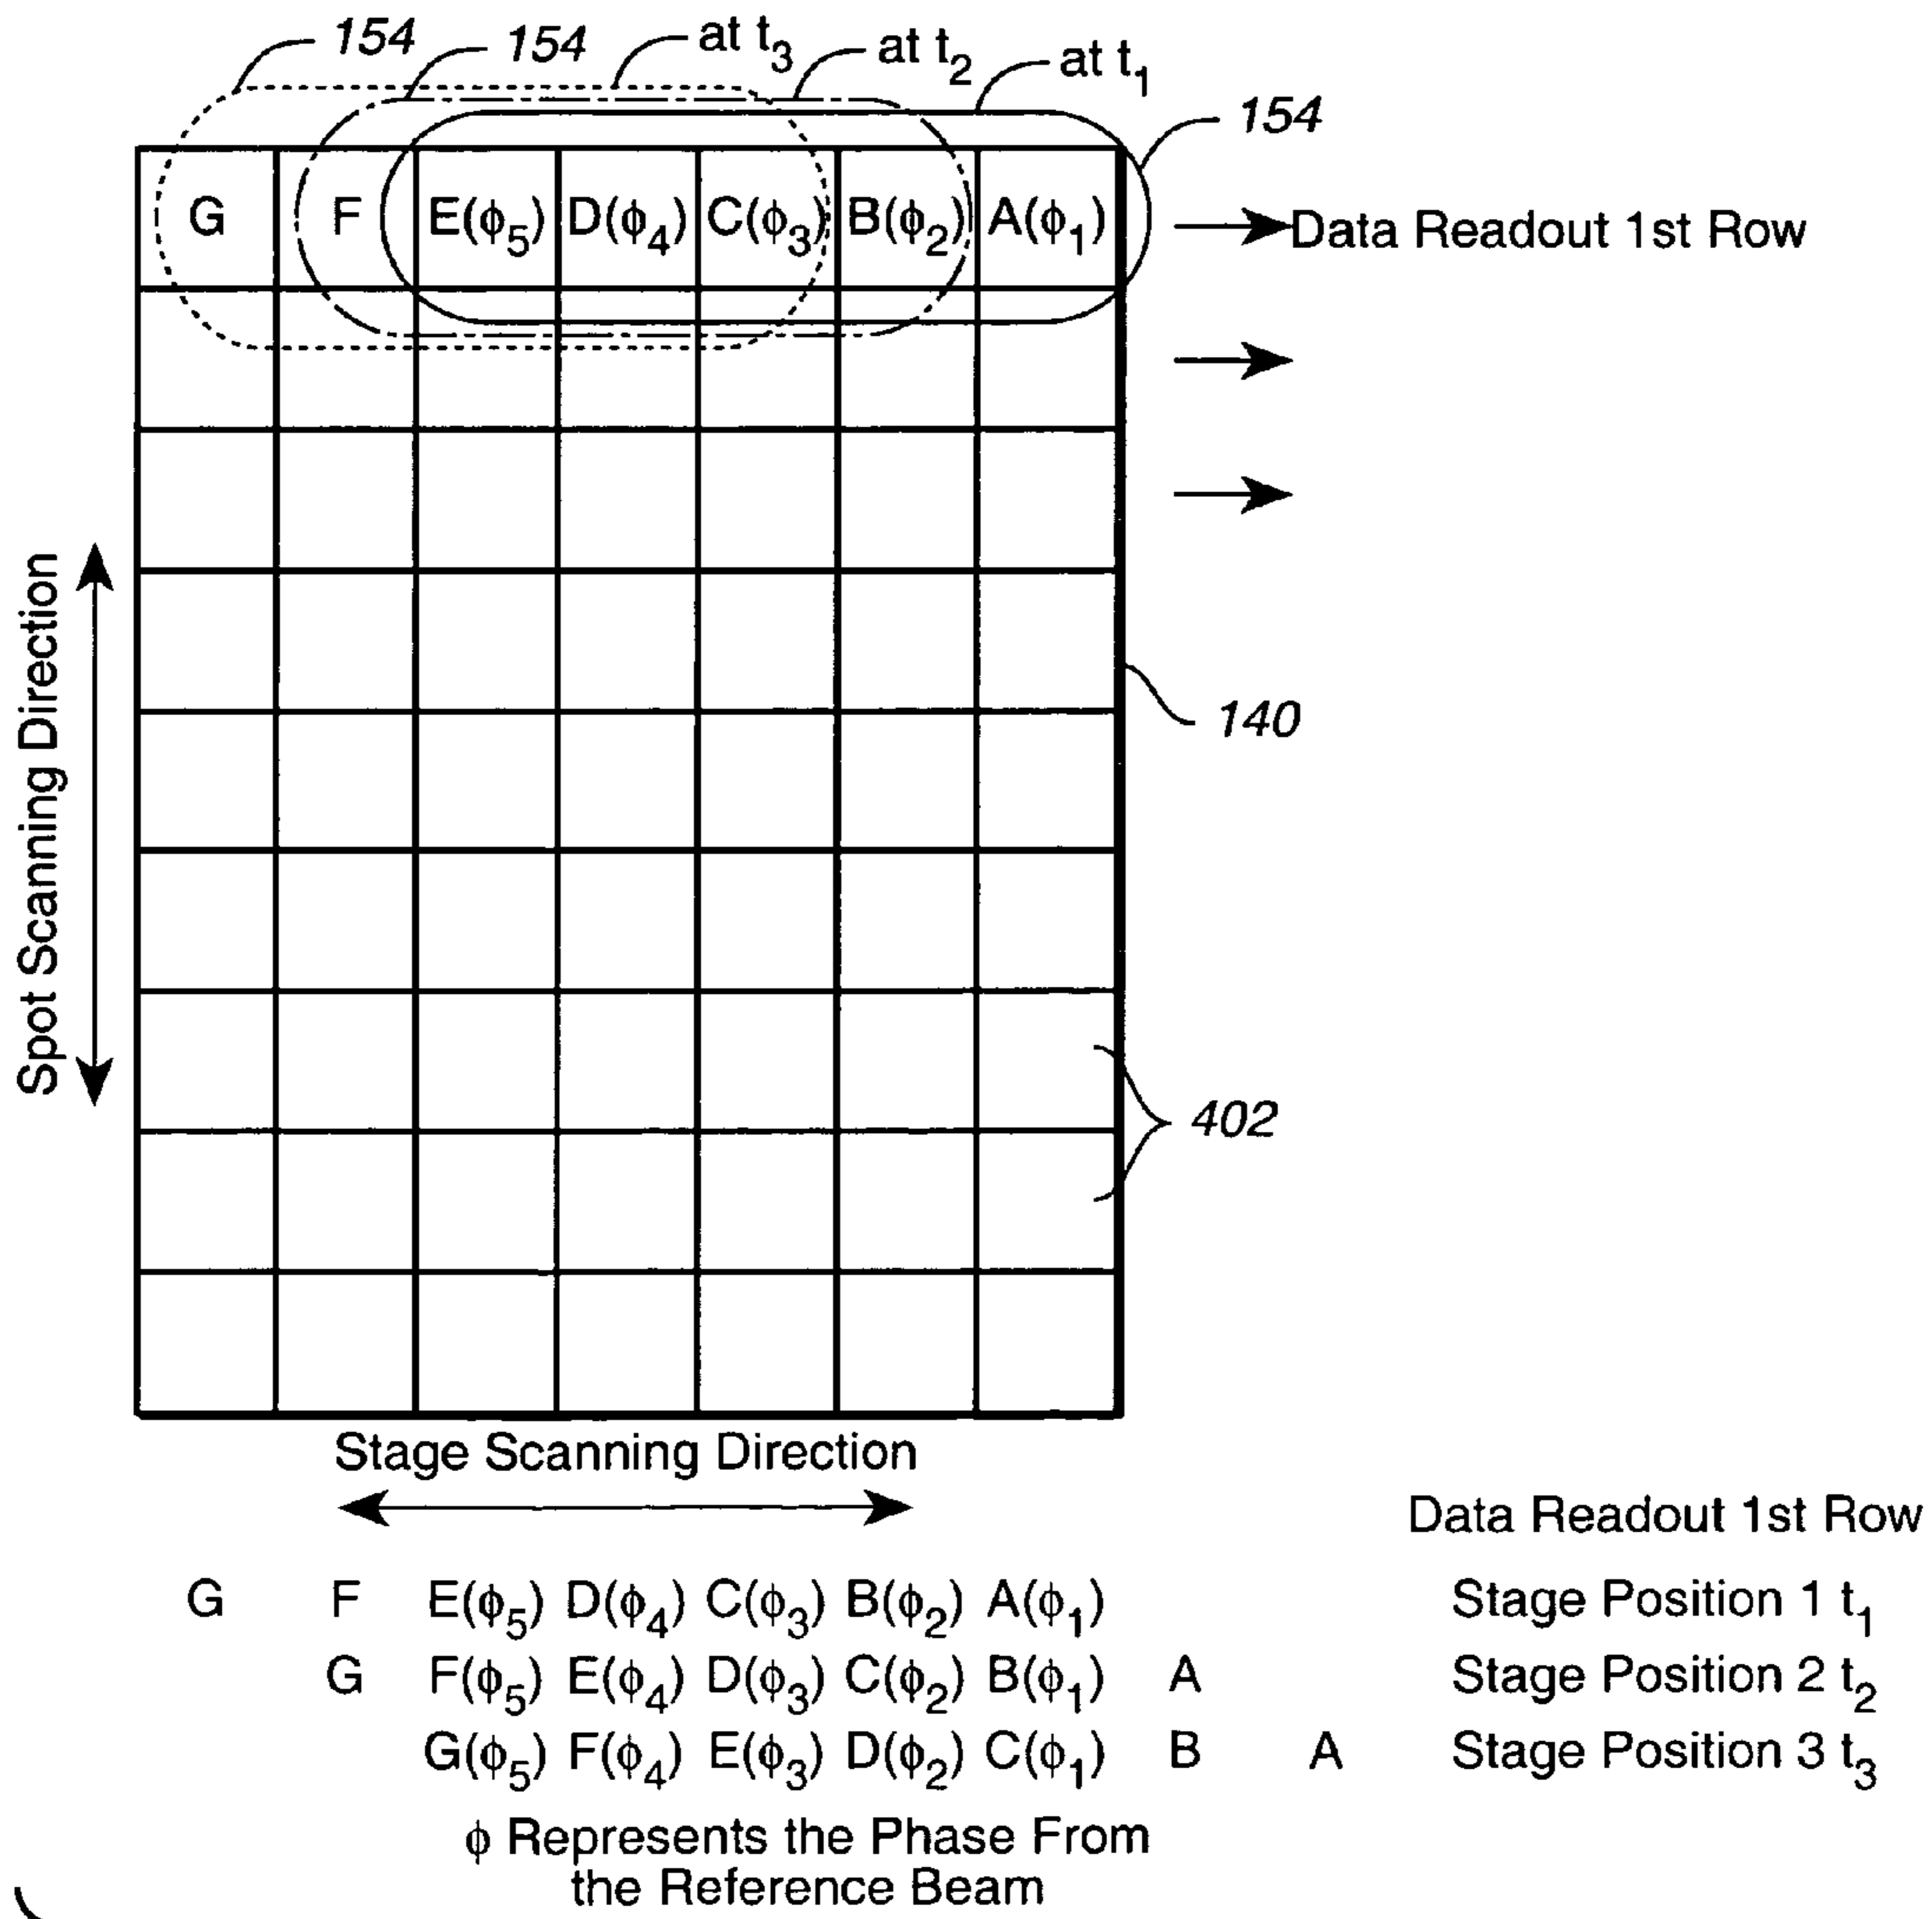 154 154 at t₃ at t₂ at t₁
154
G F E(ϕ₅) D(ϕ₄) C(ϕ₃) B(ϕ₂) A(ϕ₁) Data Readout 1st Row
Spot Scanning Direction
140
402
Stage Scanning Direction
Data Readout 1st Row
G F E(ϕ₅) D(ϕ₄) C(ϕ₃) B(ϕ₂) A(ϕ₁) Stage Position 1 t₁
G F(ϕ₅) E(ϕ₄) D(ϕ₃) C(ϕ₂) B(ϕ₁) A Stage Position 2 t₂
G(ϕ₅) F(ϕ₄) E(ϕ₃) D(ϕ₂) C(ϕ₁) B A Stage Position 3 t₃
ϕ Represents the Phase From
the Reference Beam